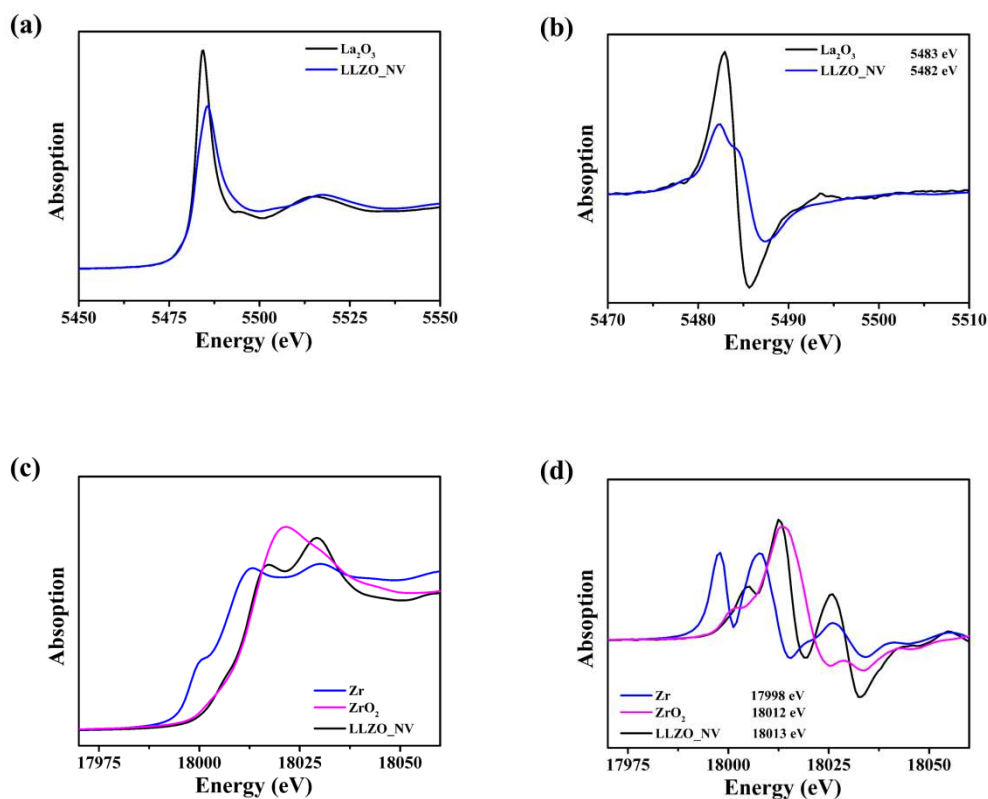 (a)
La₂O₃
LLZO_NV
Absoption
5450 5475 5500 5525 5550
Energy (eV)
(b)
La₂O₃ 5483 eV
LLZO_NV 5482 eV
Absoption
5470 5480 5490 5500 5510
Energy (eV)
(c)
Zr
ZrO₂
LLZO_NV
Absoption
17975 18000 18025 18050
Energy (eV)
(d)
Zr 17998 eV
ZrO₂ 18012 eV
LLZO_NV 18013 eV
Absoption
17975 18000 18025 18050
Energy (eV)